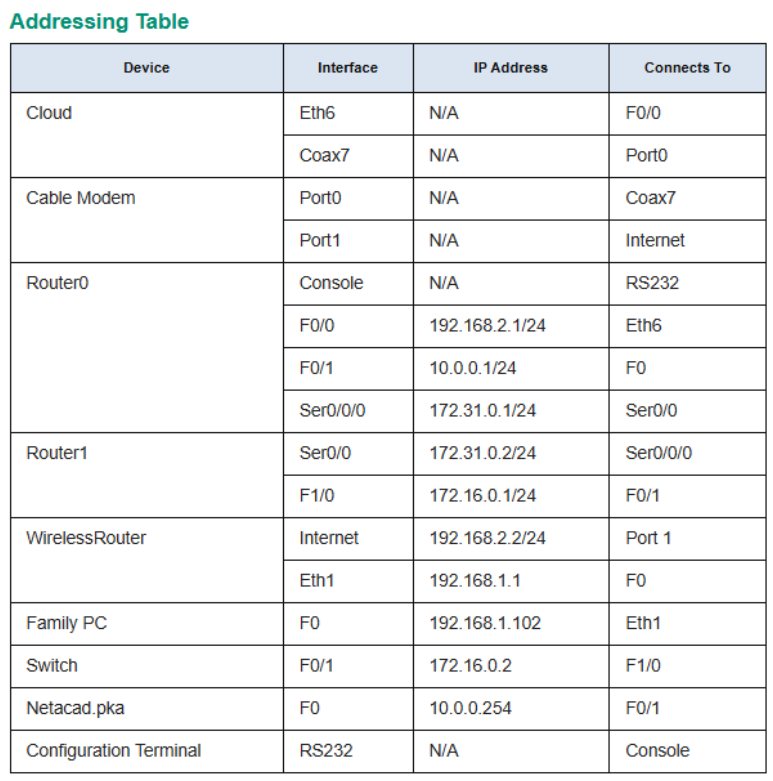 Addressing Table
Device Interface IP Address Connects To
Cloud Eth6 N/A F0/0
Coax7 N/A Port0
Cable Modem Port0 N/A Coax7
Port1 N/A Internet
Router0 Console N/A RS232
F0/0 192.168.2.1/24 Eth6
F0/1 10.0.0.1/24 F0
Ser0/0/0 172.31.0.1/24 Ser0/0
Router1 Ser0/0 172.31.0.2/24 Ser0/0/0
F1/0 172.16.0.1/24 F0/1
WirelessRouter Internet 192.168.2.2/24 Port 1
Eth1 192.168.1.1 F0
Family PC F0 192.168.1.102 Eth1
Switch F0/1 172.16.0.2 F1/0
Netacad.pka F0 10.0.0.254 F0/1
Configuration Terminal RS232 N/A Console